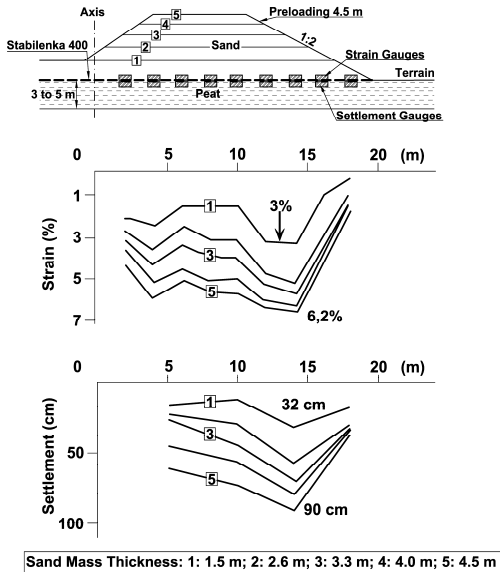 Axis
5
Preloading 4.5 m
4
3
1:2
Stabilenka 400
2
Sand
Strain Gauges
1
Terrain
3 to 5 m
Peat
Settlement Gauges
0 5 10 15 20 (m)
1
3
5
7
Strain (%)
1
3%
3
5
6,2%
0 5 10 15 20 (m)
50
100
Settlement (cm)
1
32 cm
3
5
90 cm
Sand Mass Thickness: 1: 1.5 m; 2: 2.6 m; 3: 3.3 m; 4: 4.0 m; 5: 4.5 m